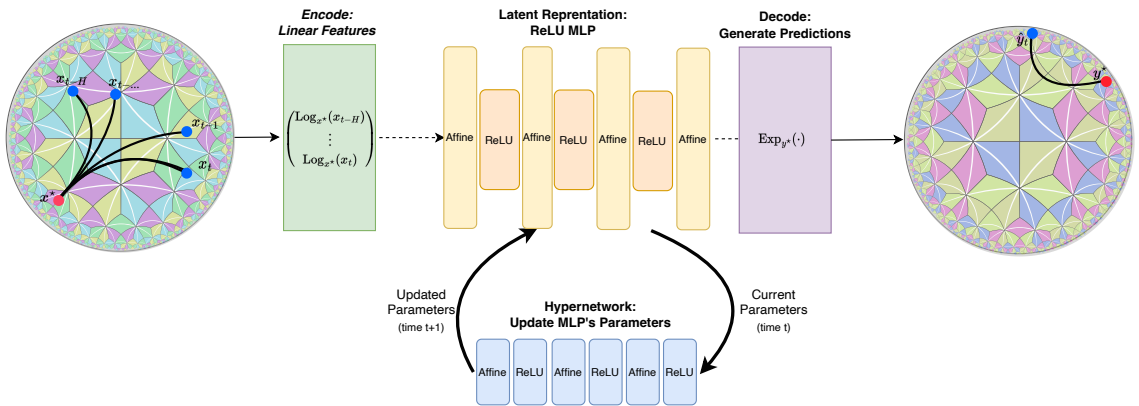 Encode:
Linear Features
Latent Reprentation:
ReLU MLP
Decode:
Generate Predictions
x_{t-H}
x_{t-...}
x_{t-1}
x_t
x^⋆
Log_{x^⋆}(x_{t-H})
⋮
Log_{x^⋆}(x_t)
Affine
ReLU
Affine
ReLU
Affine
ReLU
Affine
Exp_{y^⋆}(·)
ŷ_t
y^⋆
Updated
Parameters
(time t+1)
Hypernetwork:
Update MLP's Parameters
Current
Parameters
(time t)
Affine
ReLU
Affine
ReLU
Affine
ReLU